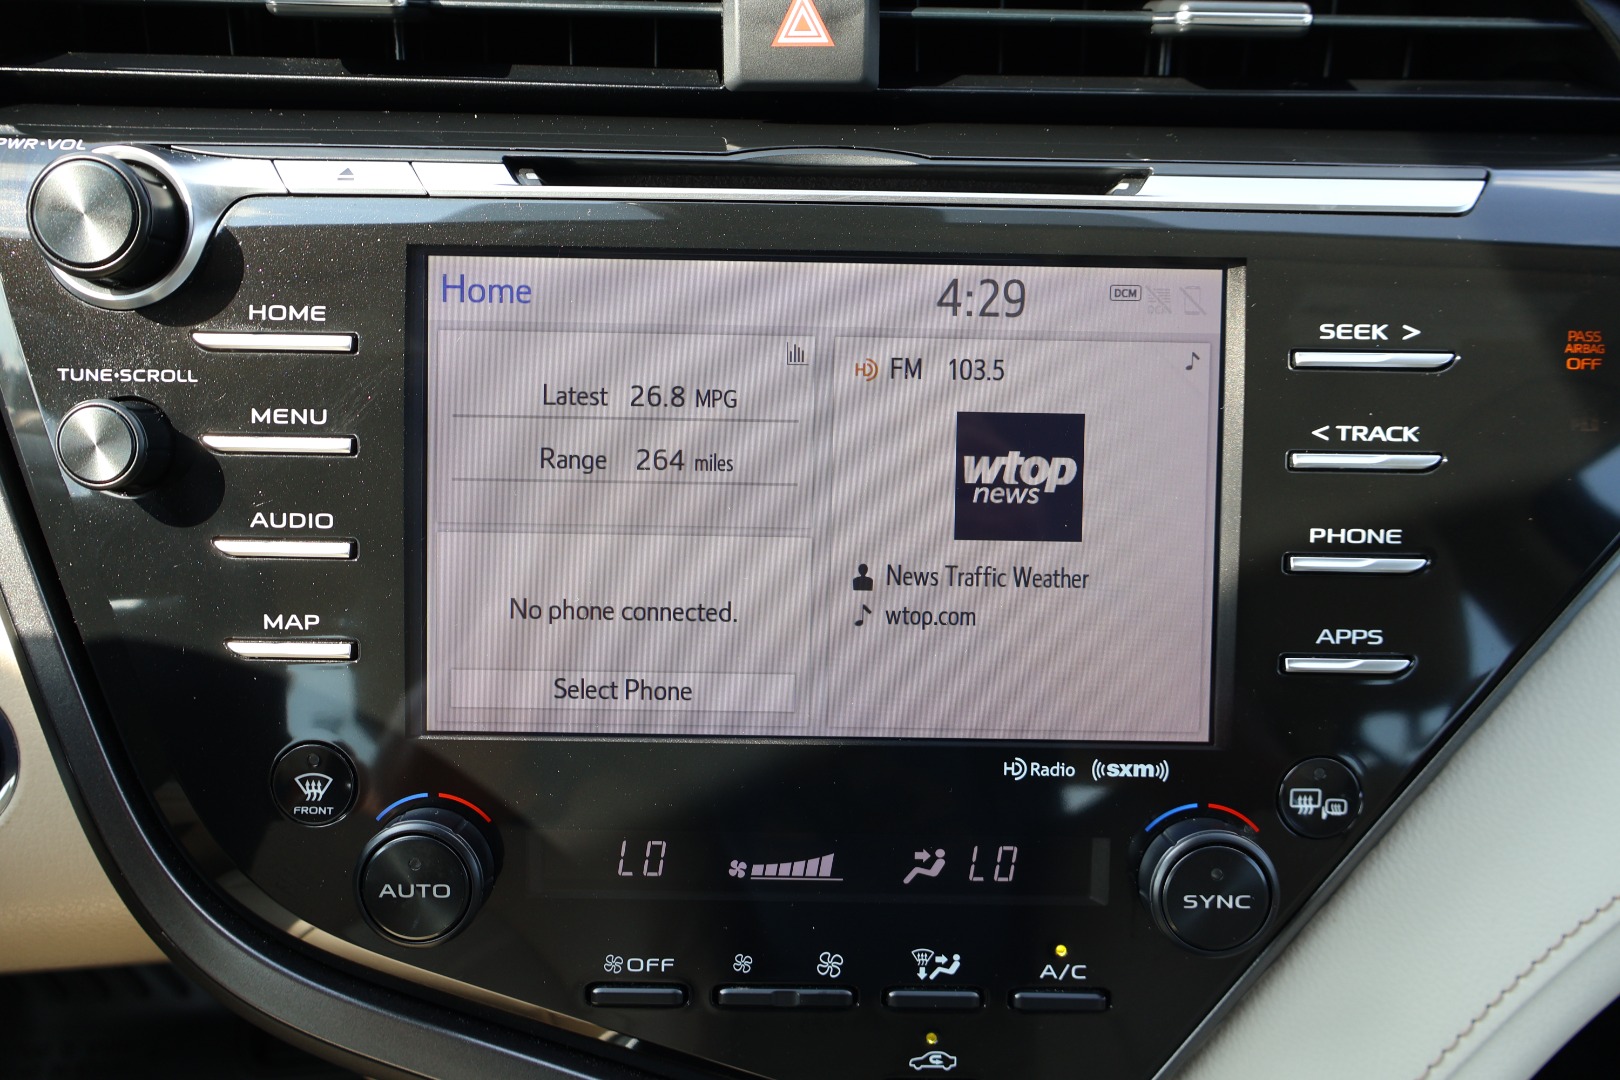 PWR•VOL
HOME
TUNE•SCROLL
MENU
AUDIO
MAP
Home
4:29
DCM
Latest 26.8 MPG
Range 264 miles
No phone connected.
Select Phone
HD FM 103.5
wtop
news
News Traffic Weather
wtop.com
SEEK >
< TRACK
PHONE
APPS
PASS
AIRBAG
OFF
HD Radio ((sxm))
FRONT
AUTO
LO
LO
SYNC
OFF
A/C